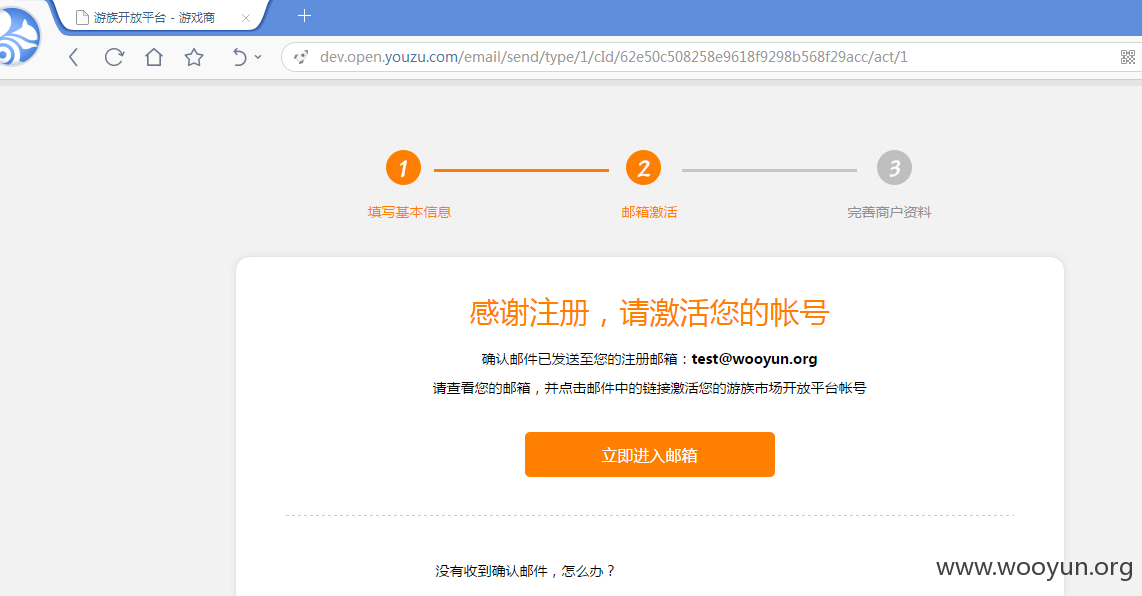 游族开放平台 - 游戏商
dev.open.youzu.com/email/send/type/1/cId/62e50c508258e9618f9298b568f29acc/act/1
1
2
3
填写基本信息
邮箱激活
完善商户资料
感谢注册，请激活您的帐号
确认邮件已发送至您的注册邮箱：test@wooyun.org
请查看您的邮箱，并点击邮件中的链接激活您的游族市场开放平台帐号
立即进入邮箱
没有收到确认邮件，怎么办？
www.wooyun.org